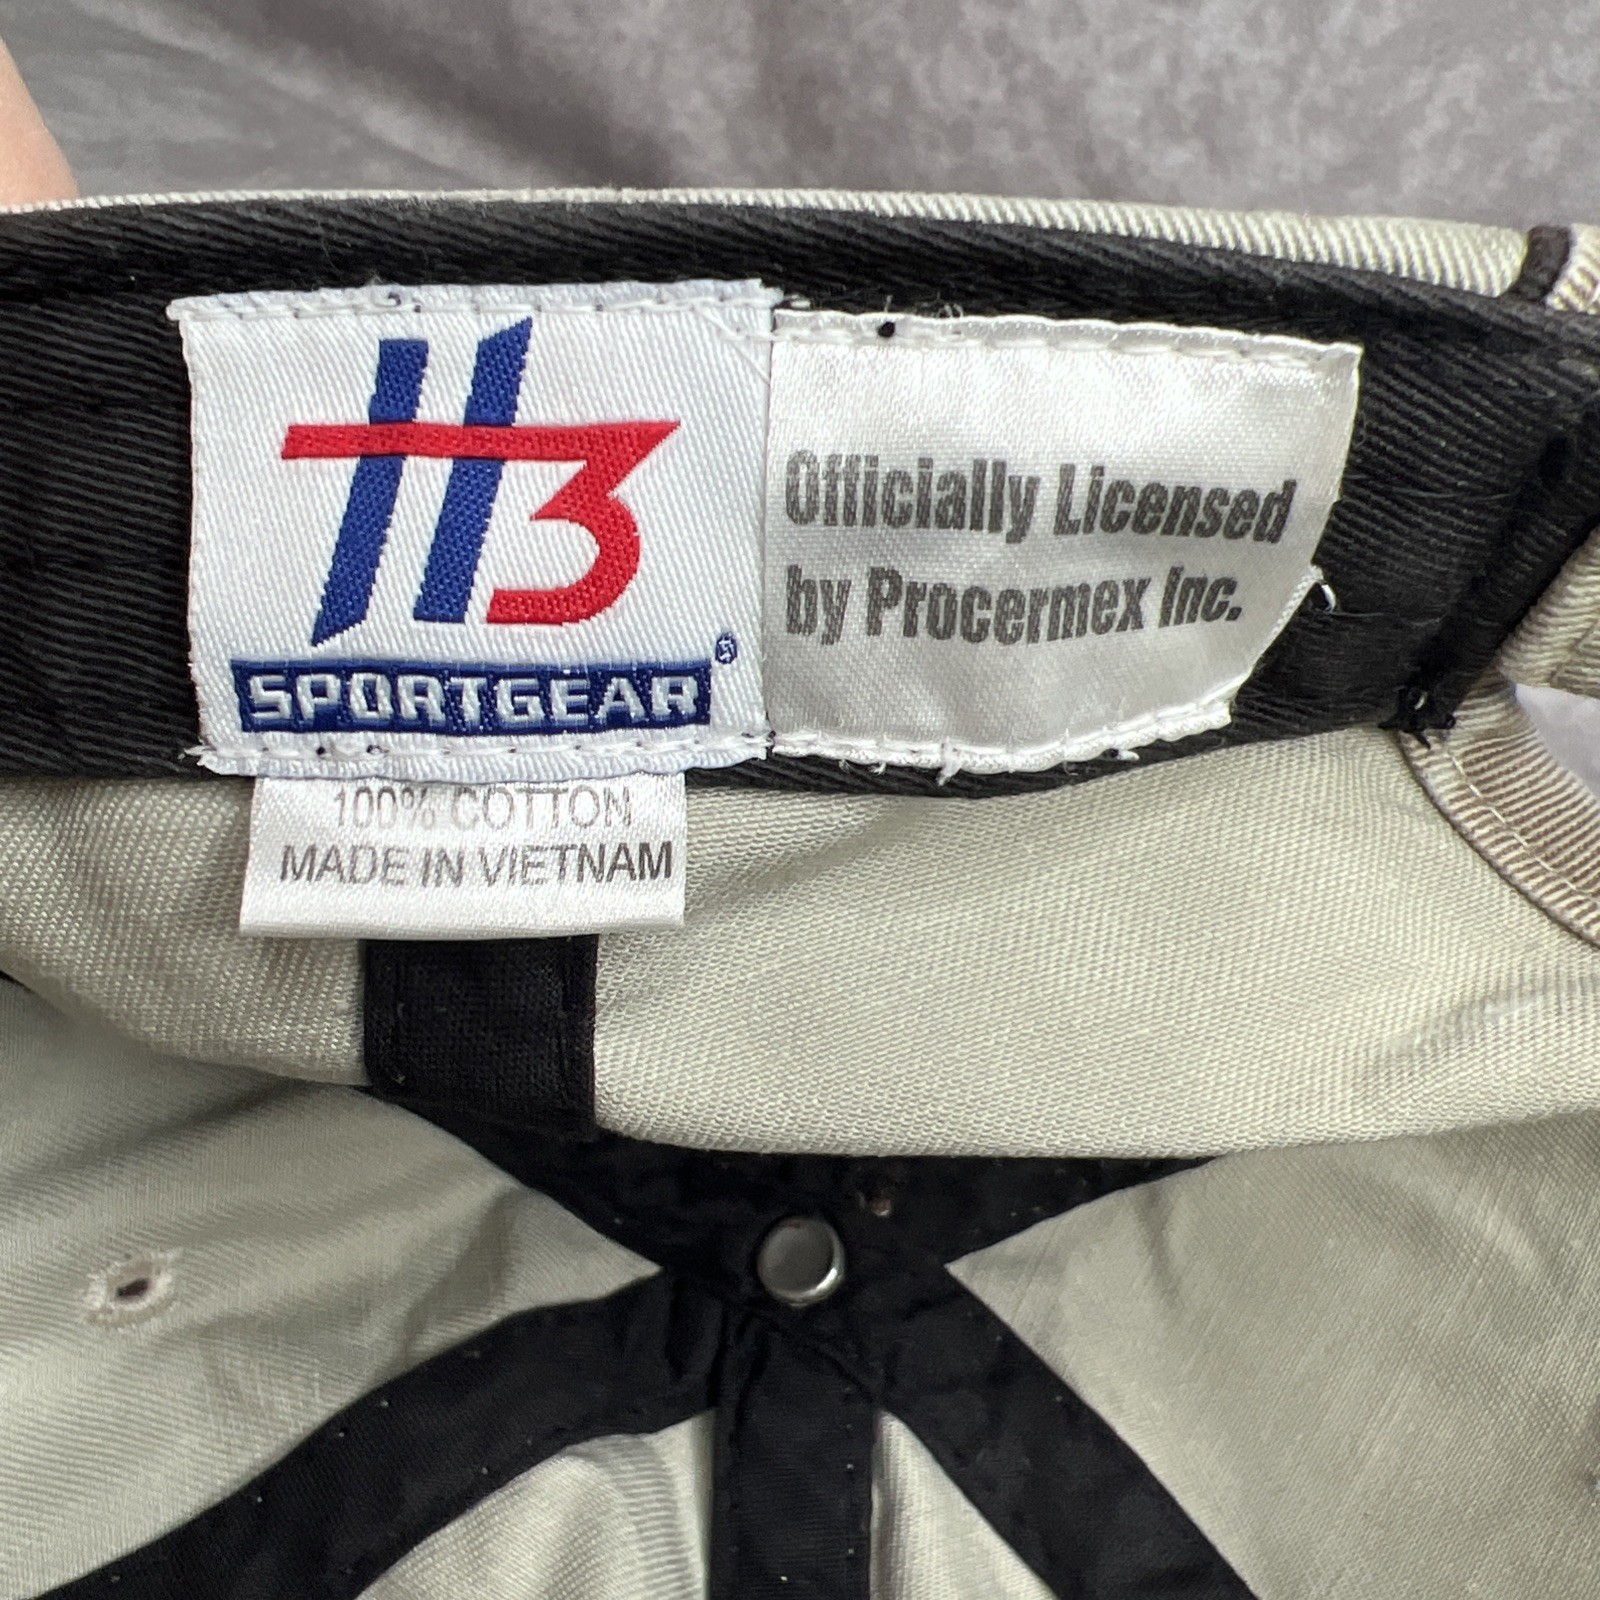 H3
SPORTGEAR®
Officially Licensed
by Procermex Inc.
100% COTTON
MADE IN VIETNAM